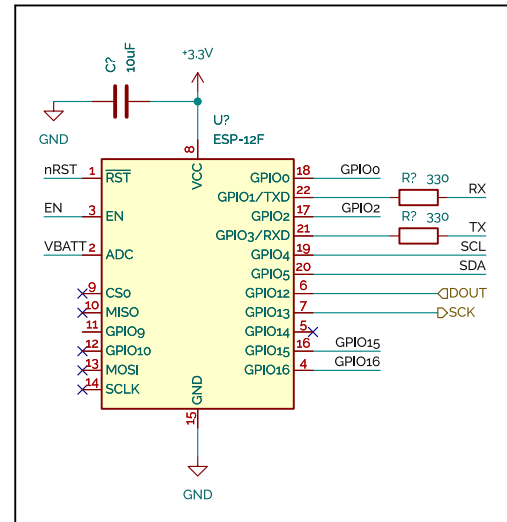 C?
10uF
+3.3V
GND
U?
ESP-12F
8
VCC
nRST 1 RST GPIO0 18 GPIO0
GPIO1/TXD 22 R? 330 RX
EN 3 EN GPIO2 17 GPIO2
GPIO3/RXD 21 R? 330 TX
VBATT 2 ADC GPIO4 19 SCL
GPIO5 20 SDA
9 CS0 GPIO12 6 DOUT
10 MISO GPIO13 7 SCK
11 GPIO9 GPIO14 5
12 GPIO10 GPIO15 16 GPIO15
13 MOSI GPIO16 4 GPIO16
14 SCLK
GND
15
GND